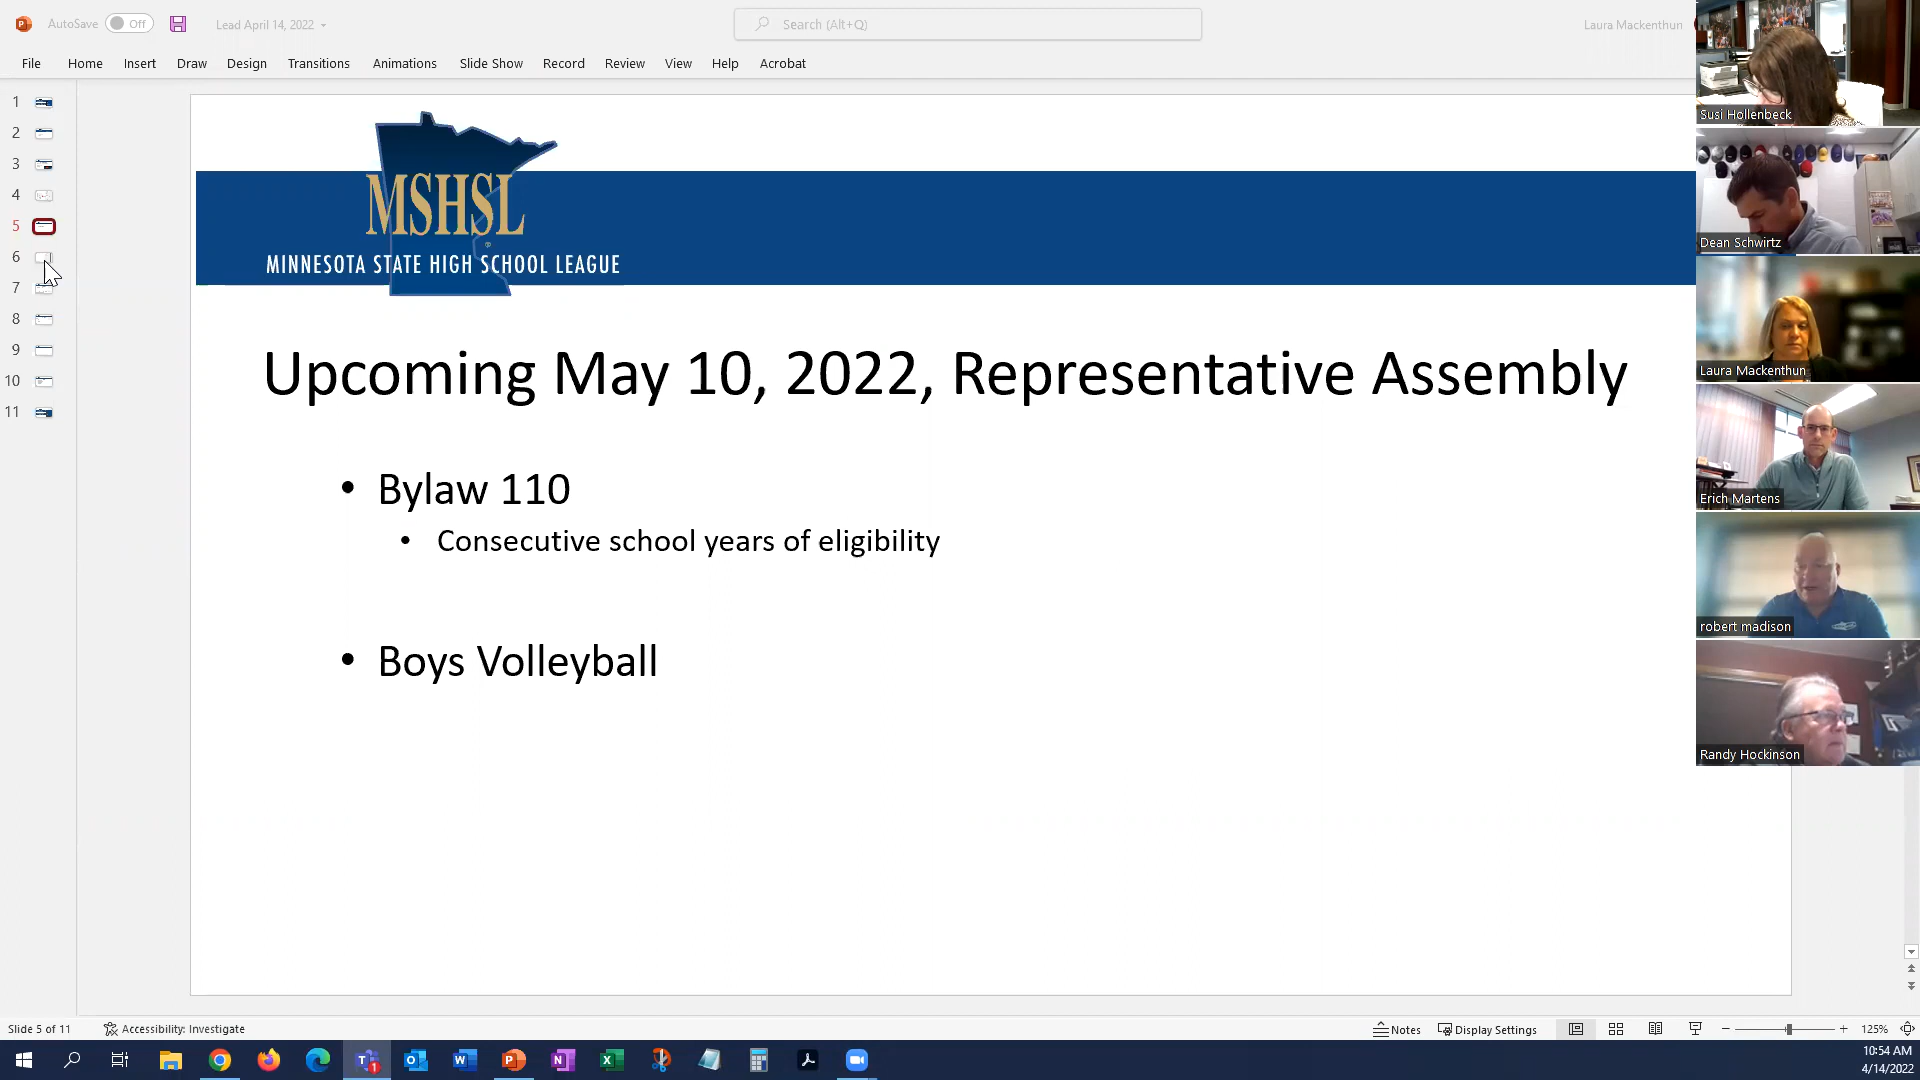 AutoSave Off Lead April 14, 2022 Search (Alt+Q) Laura Mackenthun
File Home Insert Draw Design Transitions Animations Slide Show Record Review View Help Acrobat
1
2
3
4
5
6
7
8
9
10
11
MSHSL
MINNESOTA STATE HIGH SCHOOL LEAGUE
Upcoming May 10, 2022, Representative Assembly
• Bylaw 110
• Consecutive school years of eligibility
• Boys Volleyball
Susi Hollenbeck
Dean Schwirtz
Laura Mackenthun
Erich Martens
robert madison
Randy Hockinson
Slide 5 of 11 Accessibility: Investigate Notes Display Settings 125%
10:54 AM
4/14/2022